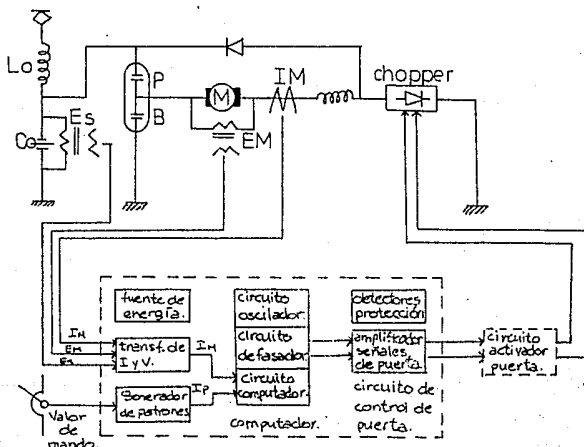 Lo
P
B
M
IM
chopper
Co
Es
EM
fuente de
energía.
circuito
oscilador.
detectores
protección
IM
EM
Es
transf. de
I y V.
IM
circuito
defasador.
amplificador
señales
de puerta.
circuito
activador
puerta.
Generador
de patrones
IP
circuito
computador.
circuito de
control de
puerta.
computador.
Valor
de
mando